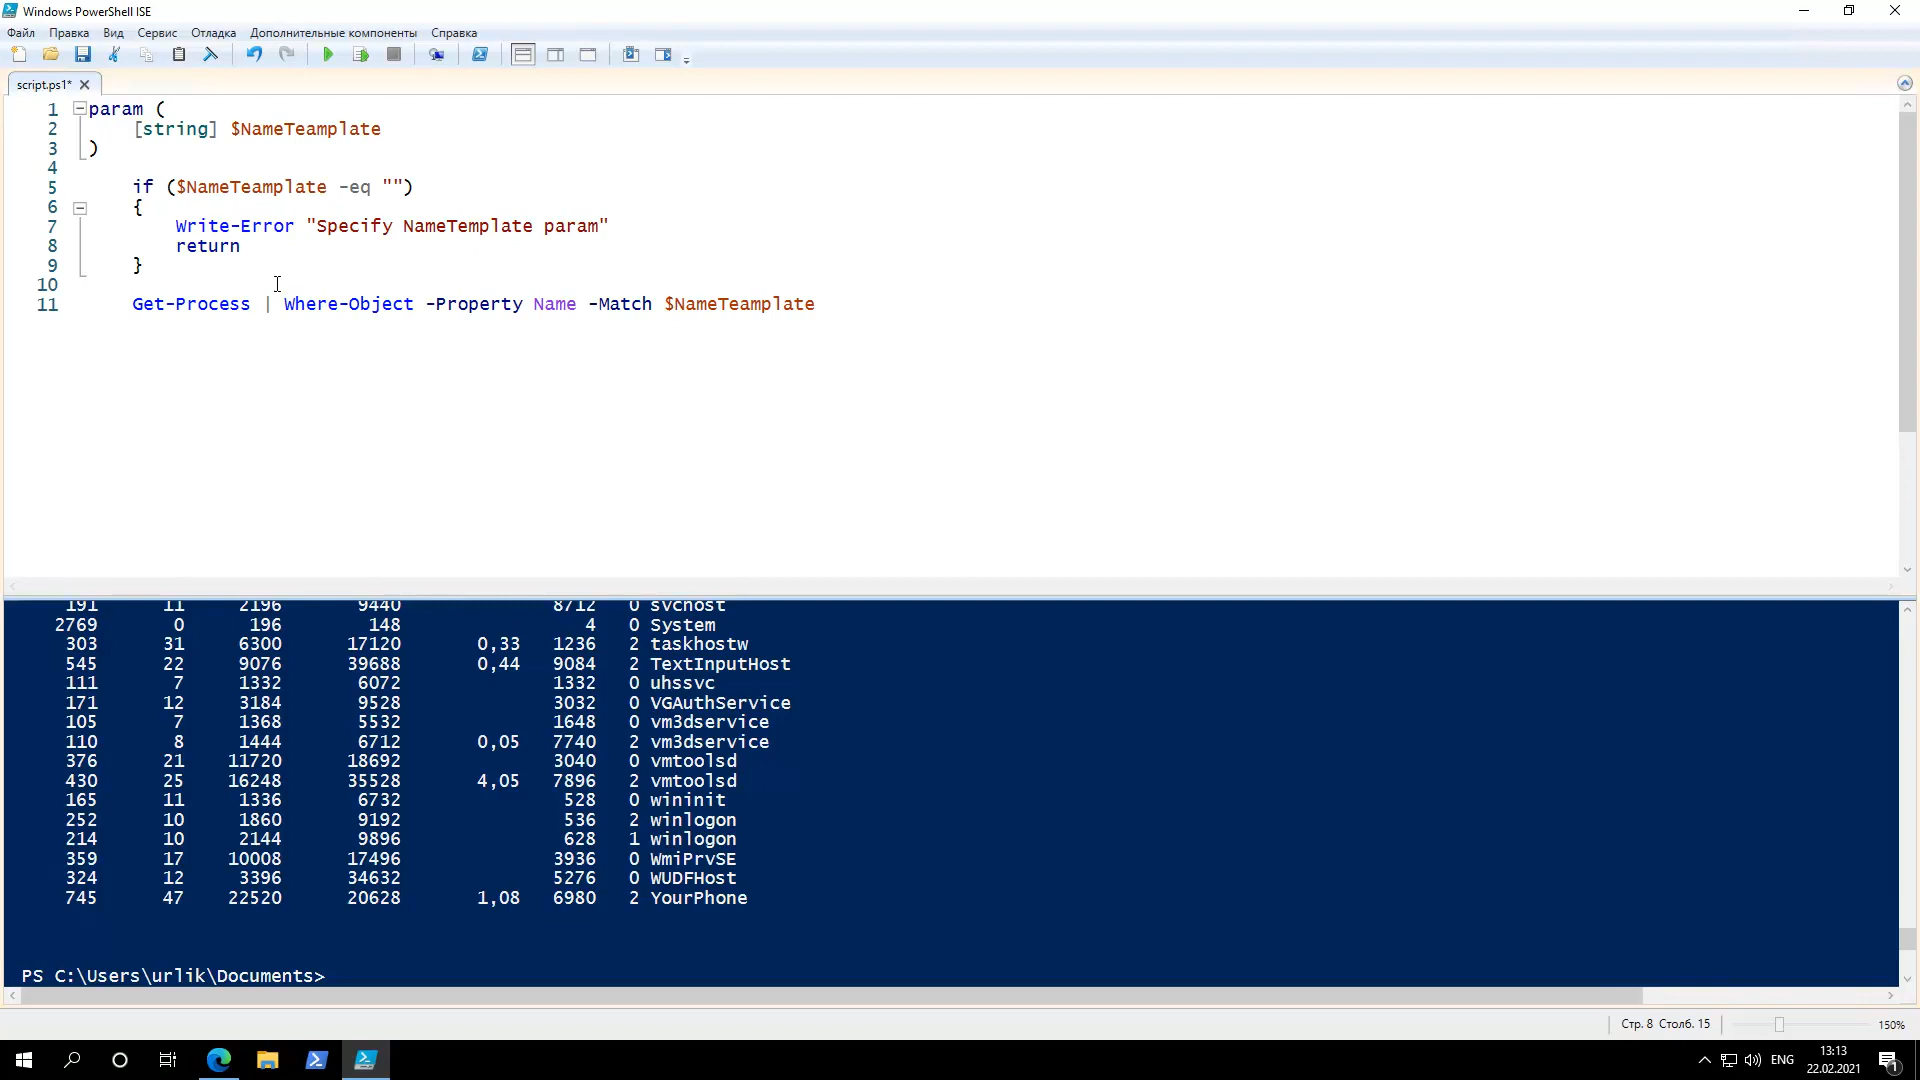 Windows PowerShell ISE
Файл Правка Вид Сервис Отладка Дополнительные компоненты Справка
script.ps1*
1 param (
2 [string] $NameTeamplate
3 )
4
5 if ($NameTeamplate -eq "")
6 {
7 Write-Error "Specify NameTemplate param"
8 return
9 }
10
11 Get-Process | Where-Object -Property Name -Match $NameTeamplate
191 11 2196 9440 8712 0 svchost
2769 0 196 148 4 0 System
303 31 6300 17120 0,33 1236 2 taskhostw
545 22 9076 39688 0,44 9084 2 TextInputHost
111 7 1332 6072 1332 0 uhssvc
171 12 3184 9528 3032 0 VGAuthService
105 7 1368 5532 1648 0 vm3dservice
110 8 1444 6712 0,05 7740 2 vm3dservice
376 21 11720 18692 3040 0 vmtoolsd
430 25 16248 35528 4,05 7896 2 vmtoolsd
165 11 1336 6732 528 0 wininit
252 10 1860 9192 536 2 winlogon
214 10 2144 9896 628 1 winlogon
359 17 10008 17496 3936 0 WmiPrvSE
324 12 3396 34632 5276 0 WUDFHost
745 47 22520 20628 1,08 6980 2 YourPhone
PS C:\Users\urlik\Documents>
Стр. 8 Столб. 15 150%
ENG
13:13
22.02.2021
1